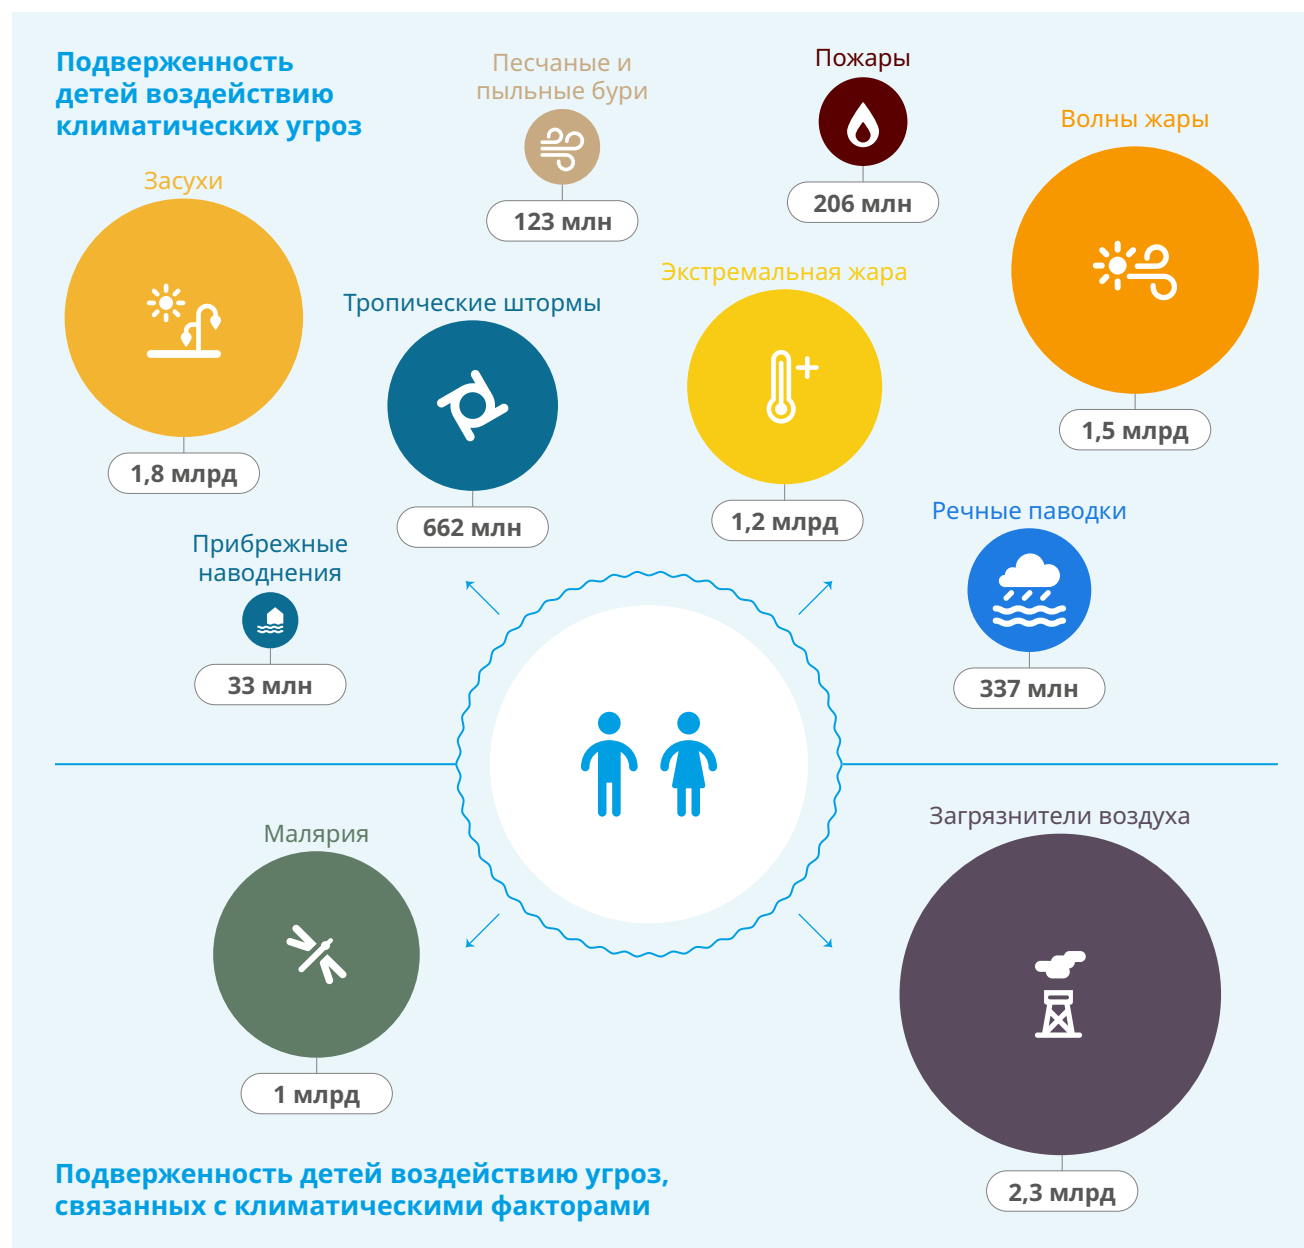 Подверженность
детей воздействию
климатических угроз
Песчаные и
пыльные бури
123 млн
Пожары
206 млн
Волны жары
1,5 млрд
Засухи
1,8 млрд
Тропические штормы
662 млн
Экстремальная жара
1,2 млрд
Прибрежные
наводнения
33 млн
Речные паводки
337 млн
Малярия
1 млрд
Загрязнители воздуха
2,3 млрд
Подверженность детей воздействию угроз,
связанных с климатическими факторами